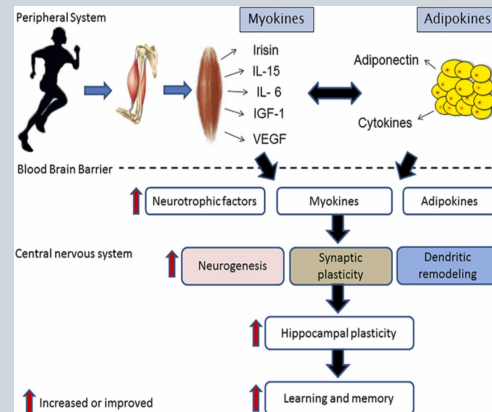 Peripheral System
Myokines
Adipokines
Irisin
IL-15
IL- 6
IGF-1
VEGF
Adiponectin
Cytokines
Blood Brain Barrier
Neurotrophic factors
Myokines
Adipokines
Central nervous system
Neurogenesis
Synaptic
plasticity
Dendritic
remodeling
Hippocampal plasticity
Increased or improved
Learning and memory